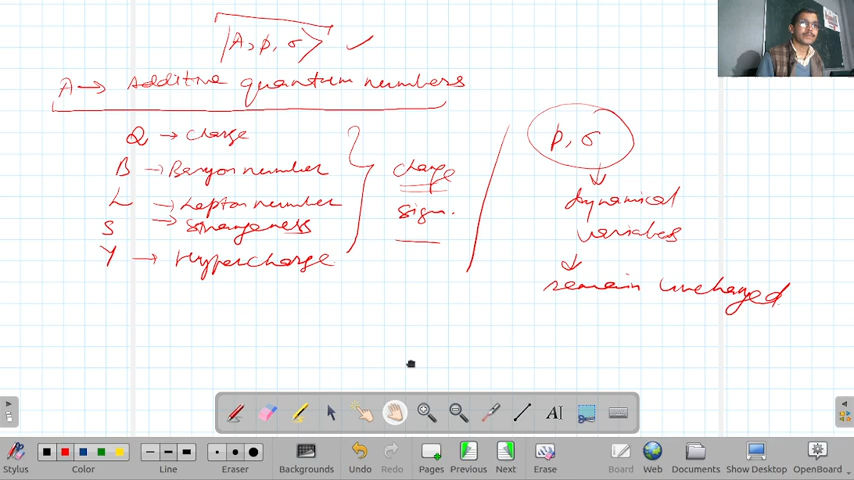 |A, p, σ> ✓
A → Additive quantum numbers
Q → Charge
B → Baryon number
L → Lepton number
S → Strangeness
Y → Hypercharge
change
sign.
p, σ
↓
dynamical
variables
↓
remain unchanged
Stylus
Color
Line
Eraser
Backgrounds
Undo
Redo
Pages
Previous
Next
Erase
Board
Web
Documents
Show Desktop
OpenBoard